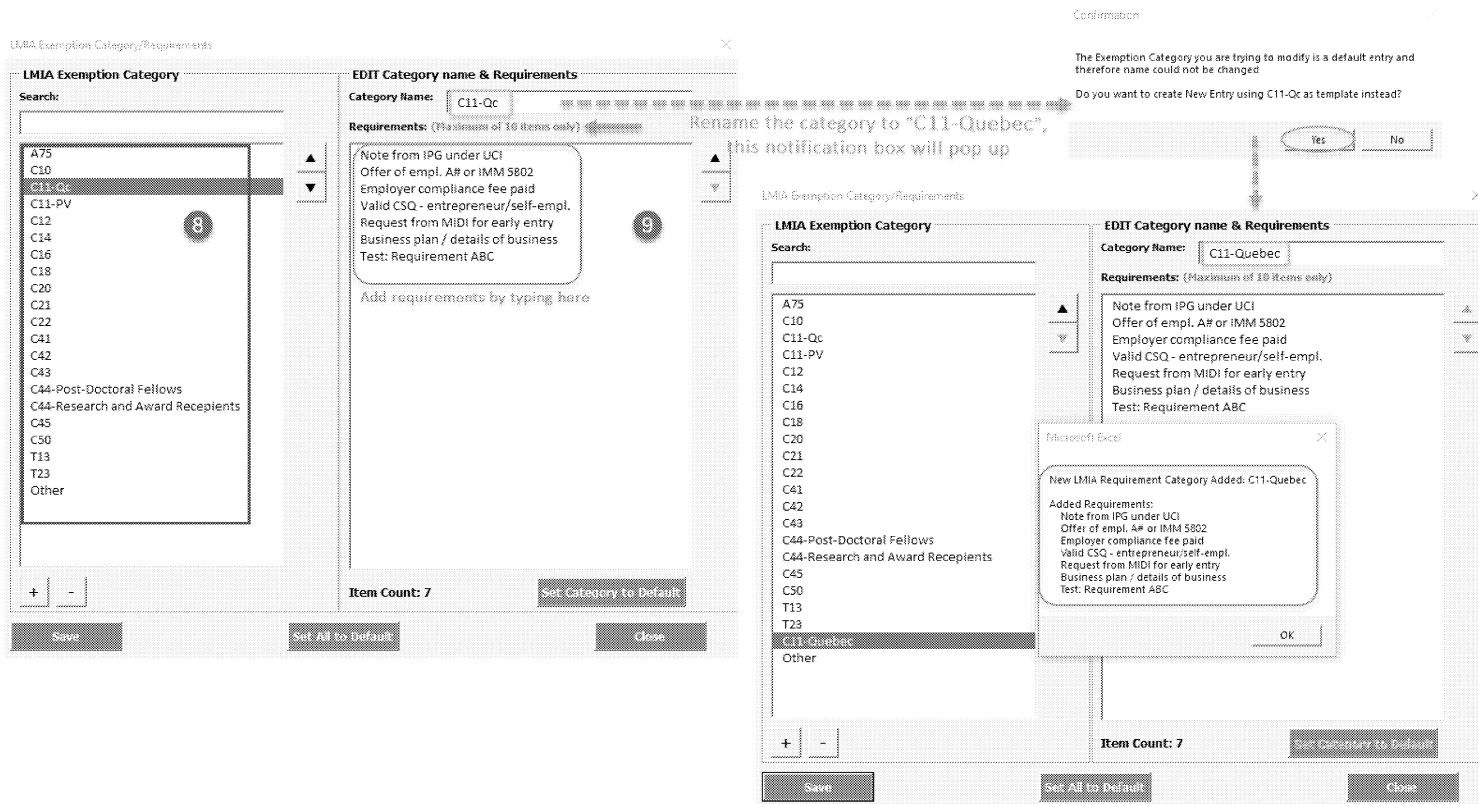 LMIA Exemption Category/Requirements
LMIA Exemption Category
Search:
A75
C10
C11-Qc
C11-PV
C12
C14
C16
C18
C20
C21
C22
C41
C42
C43
C44-Post-Doctoral Fellows
C44-Research and Award Recepients
C45
C50
T13
T23
Other
8
+ -
EDIT Category name & Requirements
Category Name: C11-Qc
Requirements: (Maximum of 10 items only)
Note from IPG under UCI
Offer of empl. A# or IMM 5802
Employer compliance fee paid
Valid CSQ - entrepreneur/self-empl.
Request from MIDI for early entry
Business plan / details of business
Test: Requirement ABC
9
Add requirements by typing here
Item Count: 7
Set Category to Default
Save
Set All to Default
Close
Rename the category to "C11-Quebec",
this notification box will pop up
Confirmation
The Exemption Category you are trying to modify is a default entry and
therefore name could not be changed
Do you want to create New Entry using C11-Qc as template instead?
Yes
No
LMIA Exemption Category/Requirements
LMIA Exemption Category
Search:
A75
C10
C11-Qc
C11-PV
C12
C14
C16
C18
C20
C21
C22
C41
C42
C43
C44-Post-Doctoral Fellows
C44-Research and Award Recepients
C45
C50
T13
T23
C11-Quebec
Other
+ -
EDIT Category name & Requirements
Category Name: C11-Quebec
Requirements: (Maximum of 10 items only)
Note from IPG under UCI
Offer of empl. A# or IMM 5802
Employer compliance fee paid
Valid CSQ - entrepreneur/self-empl.
Request from MIDI for early entry
Business plan / details of business
Test: Requirement ABC
Microsoft Excel
New LMIA Requirement Category Added: C11-Quebec
Added Requirements:
Note from IPG under UCI
Offer of empl. A# or IMM 5802
Employer compliance fee paid
Valid CSQ - entrepreneur/self-empl.
Request from MIDI for early entry
Business plan / details of business
Test: Requirement ABC
OK
Item Count: 7
Set Category to Default
Save
Set All to Default
Close